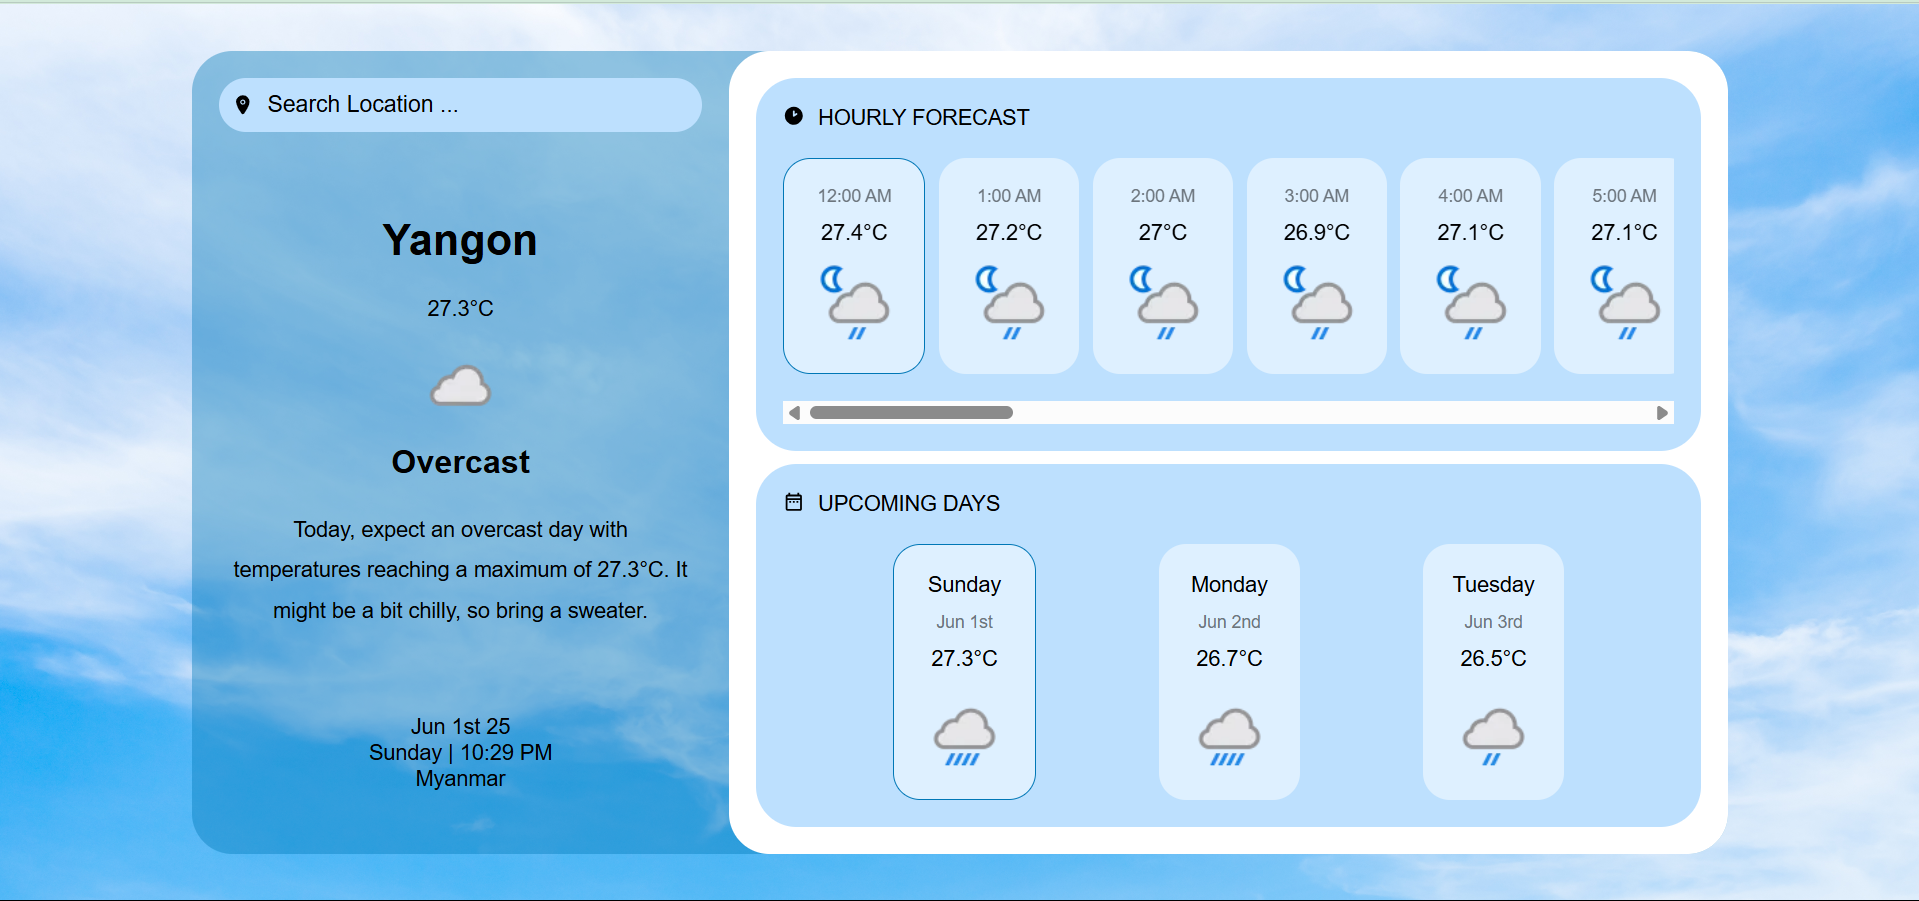 Search Location ...
Yangon
27.3°C
Overcast
Today, expect an overcast day with
temperatures reaching a maximum of 27.3°C. It
might be a bit chilly, so bring a sweater.
Jun 1st 25
Sunday | 10:29 PM
Myanmar
HOURLY FORECAST
12:00 AM 1:00 AM 2:00 AM 3:00 AM 4:00 AM 5:00 AM
27.4°C 27.2°C 27°C 26.9°C 27.1°C 27.1°C
UPCOMING DAYS
Sunday Monday Tuesday
Jun 1st Jun 2nd Jun 3rd
27.3°C 26.7°C 26.5°C